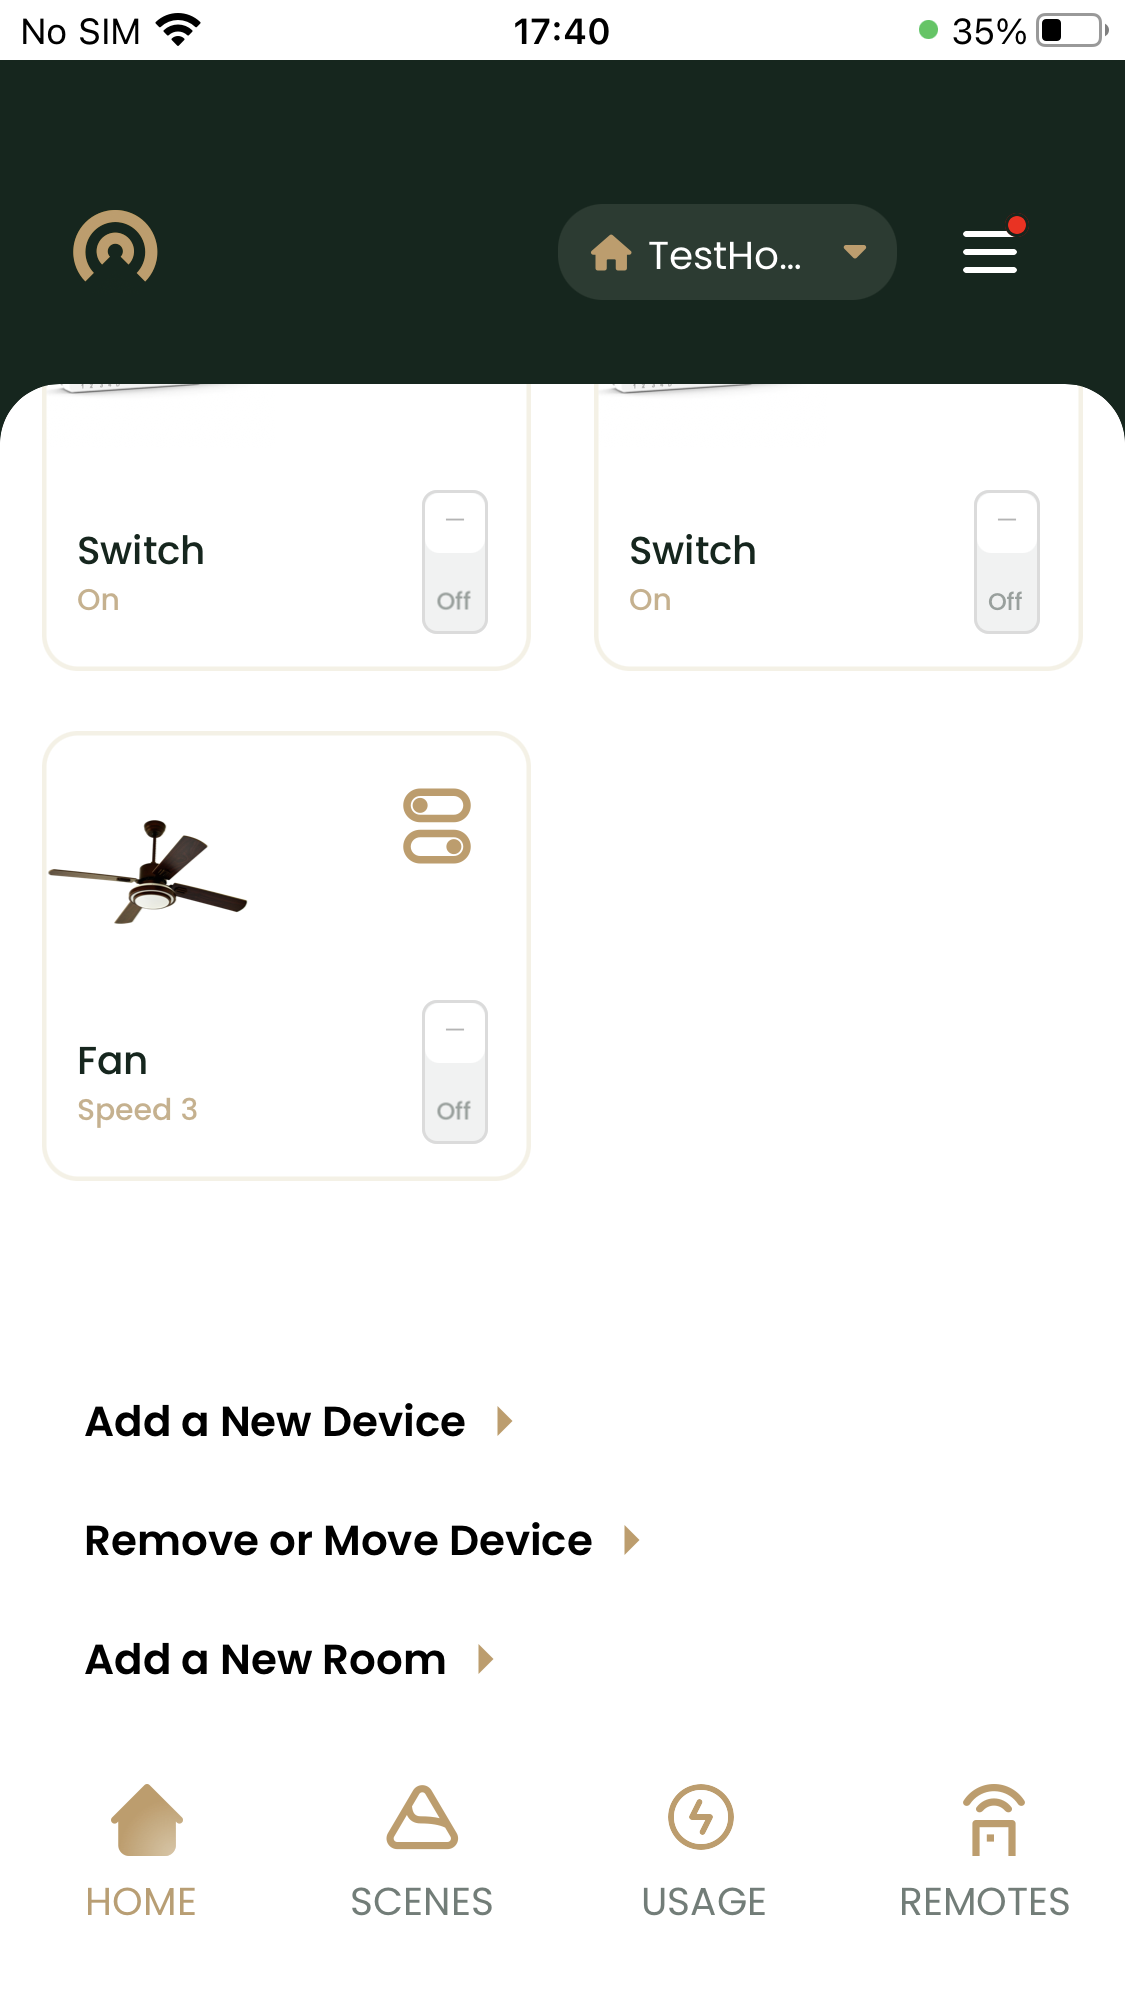 No SIM 17:40 35%
TestHo...
Switch Switch
On On
Off Off
Fan
Speed 3
Off
Add a New Device
Remove or Move Device
Add a New Room
HOME SCENES USAGE REMOTES